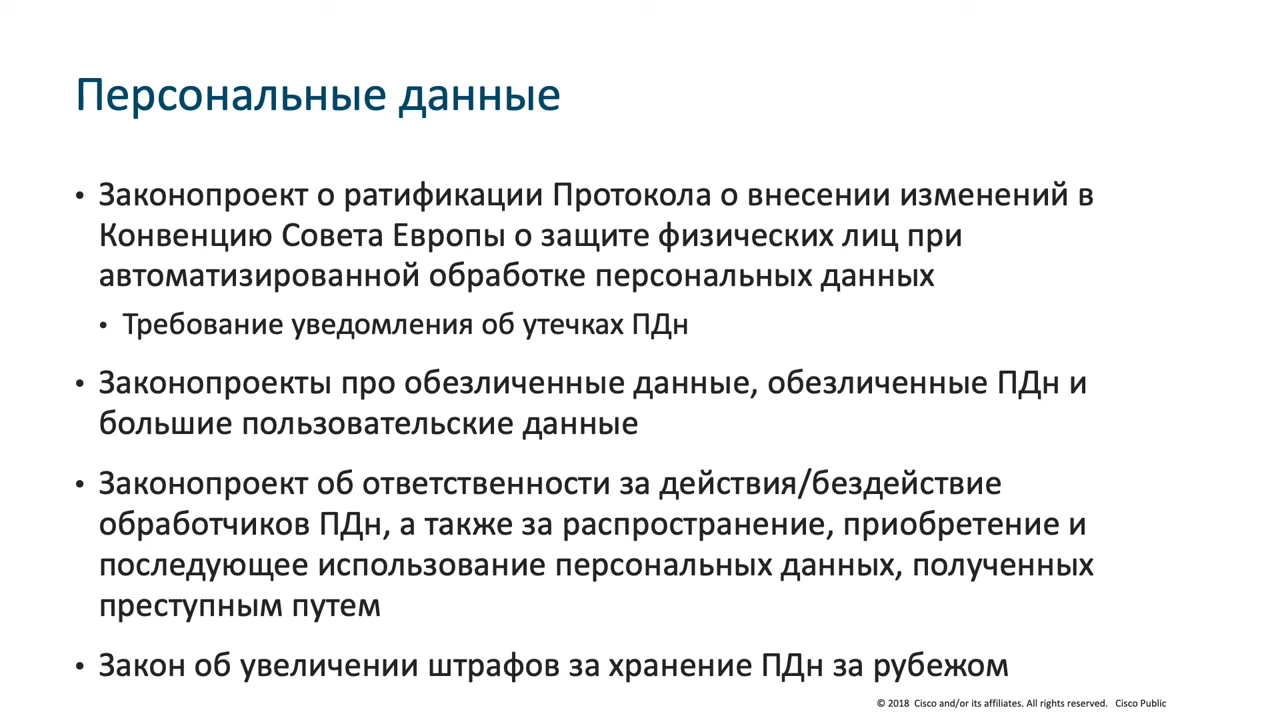 Персональные данные
• Законопроект о ратификации Протокола о внесении изменений в
Конвенцию Совета Европы о защите физических лиц при
автоматизированной обработке персональных данных
• Требование уведомления об утечках ПДн
• Законопроекты про обезличенные данные, обезличенные ПДн и
большие пользовательские данные
• Законопроект об ответственности за действия/бездействие
обработчиков ПДн, а также за распространение, приобретение и
последующее использование персональных данных, полученных
преступным путем
• Закон об увеличении штрафов за хранение ПДн за рубежом
© 2018 Cisco and/or its affiliates. All rights reserved. Cisco Public